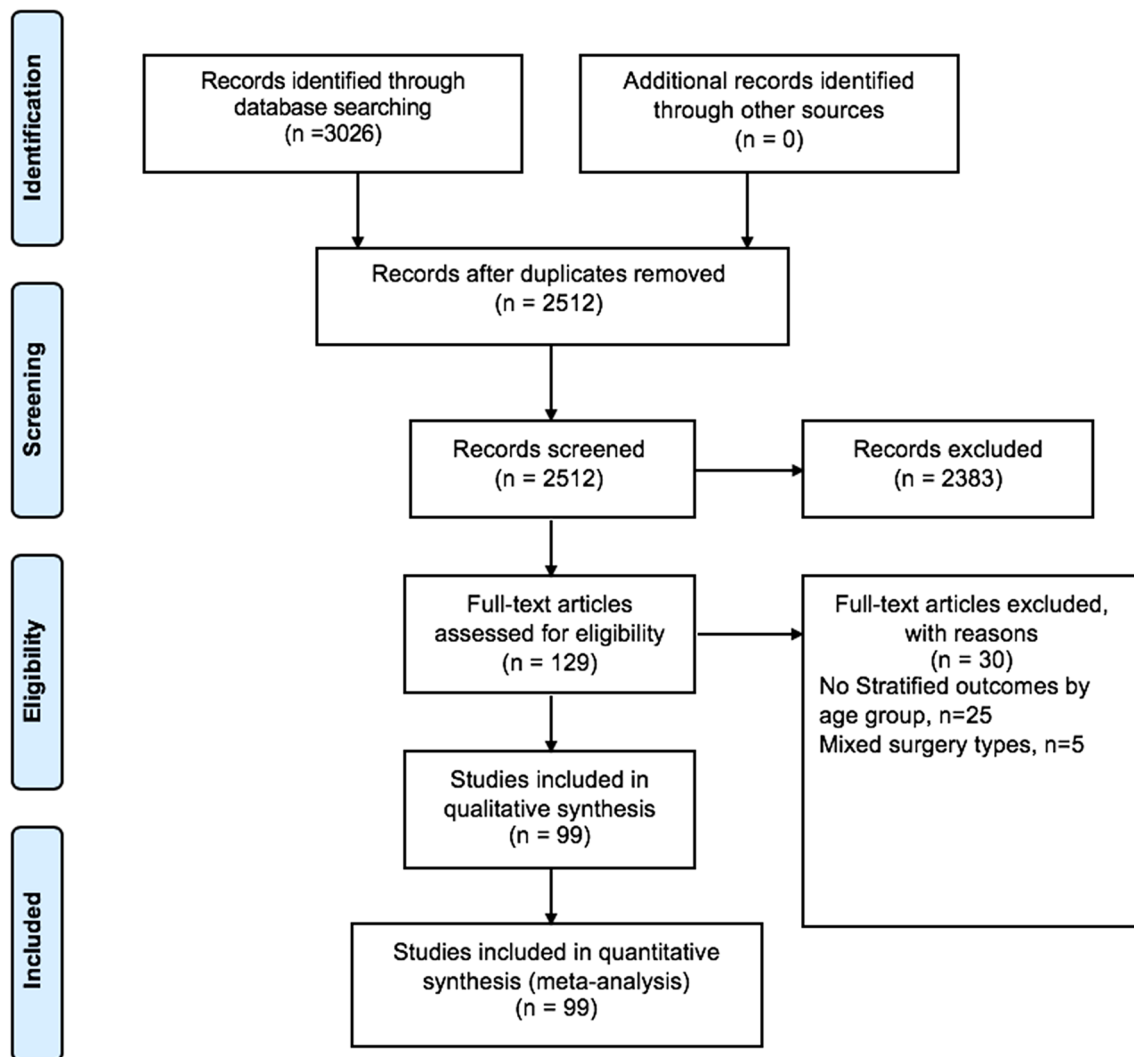 Identification
Records identified through
database searching
(n =3026)
Additional records identified
through other sources
(n = 0)
Records after duplicates removed
(n = 2512)
Screening
Records screened
(n = 2512)
Records excluded
(n = 2383)
Eligibility
Full-text articles
assessed for eligibility
(n = 129)
Full-text articles excluded,
with reasons
(n = 30)
No Stratified outcomes by
age group, n=25
Mixed surgery types, n=5
Studies included in
qualitative synthesis
(n = 99)
Included
Studies included in quantitative
synthesis (meta-analysis)
(n = 99)